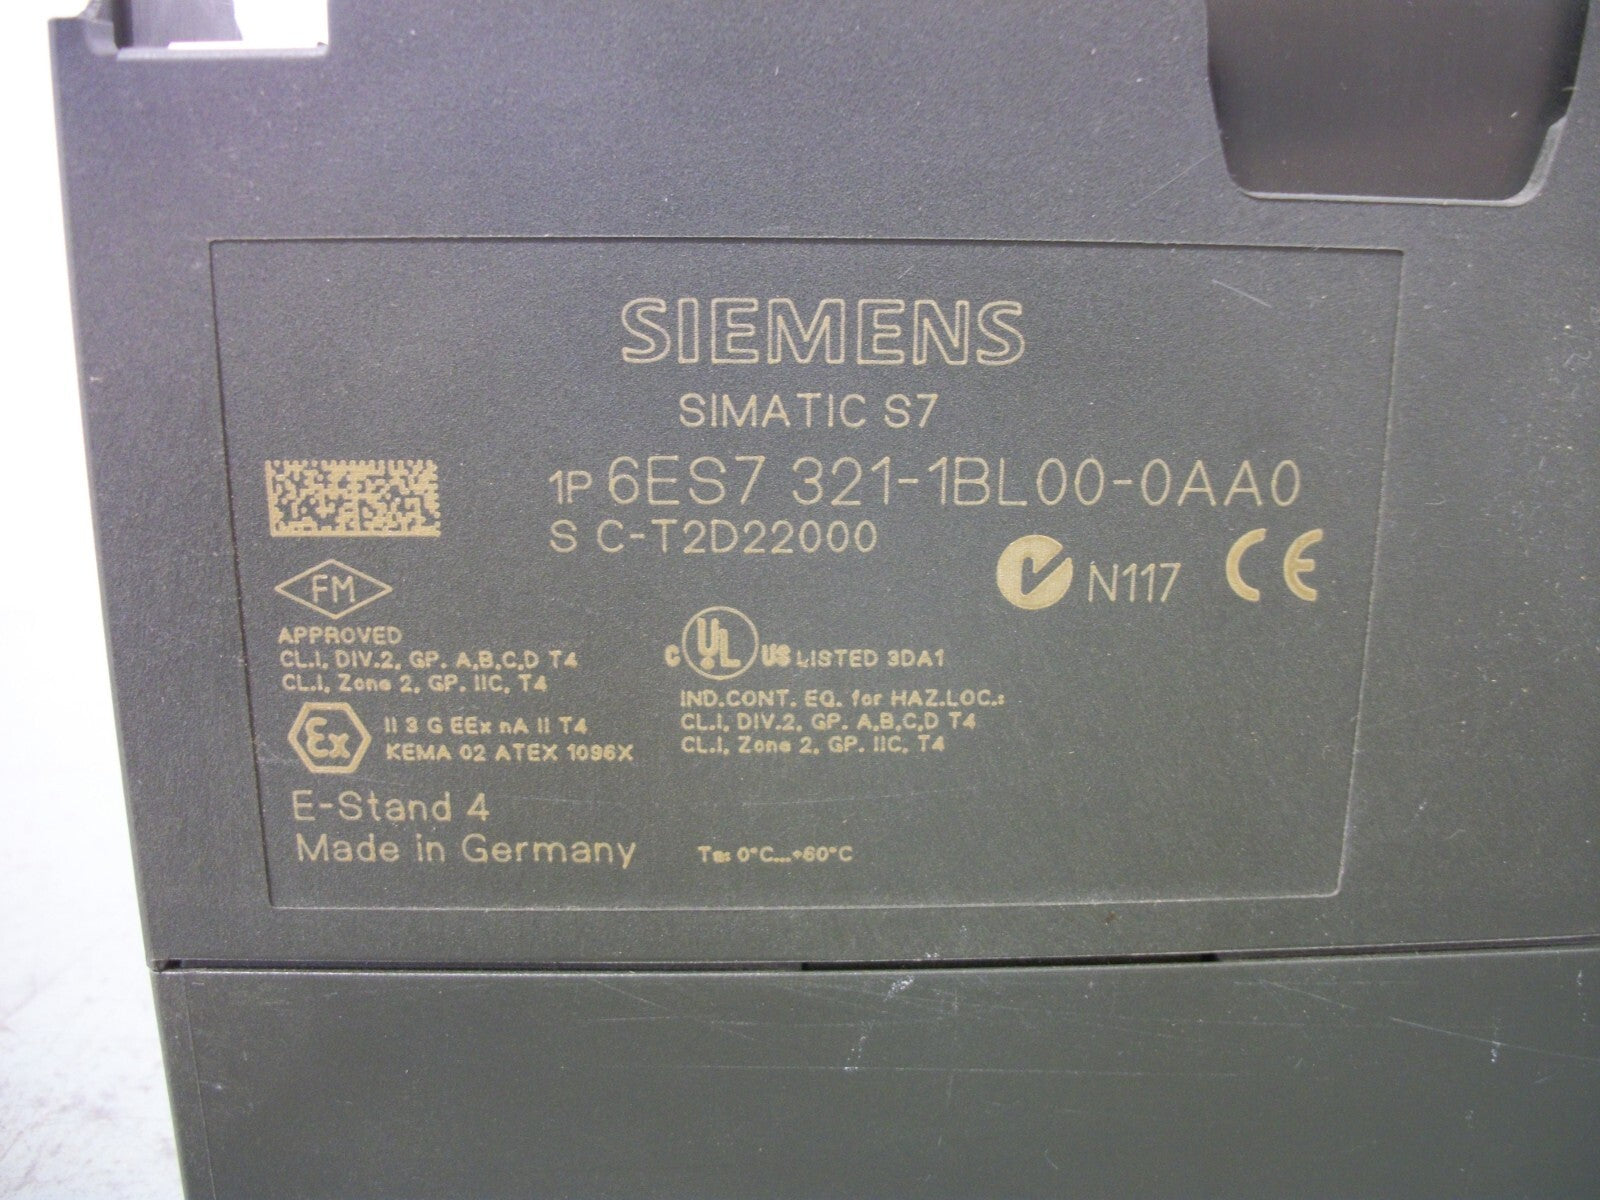 SIEMENS
SIMATIC S7
1P 6ES7 321-1BL00-0AA0
S C-T2D22000
N117 CE
FM
APPROVED
CL.I, DIV.2, GP. A,B,C,D T4
CL.I, Zone 2, GP. IIC, T4
C UL US LISTED 3DA1
IND.CONT. EQ. for HAZ.LOC.:
CL.I, DIV.2, GP. A,B,C,D T4
CL.I, Zone 2, GP. IIC, T4
Ex II 3 G EEx nA II T4
KEMA 02 ATEX 1096X
E-Stand 4
Made in Germany
Ta: 0°C...+60°C